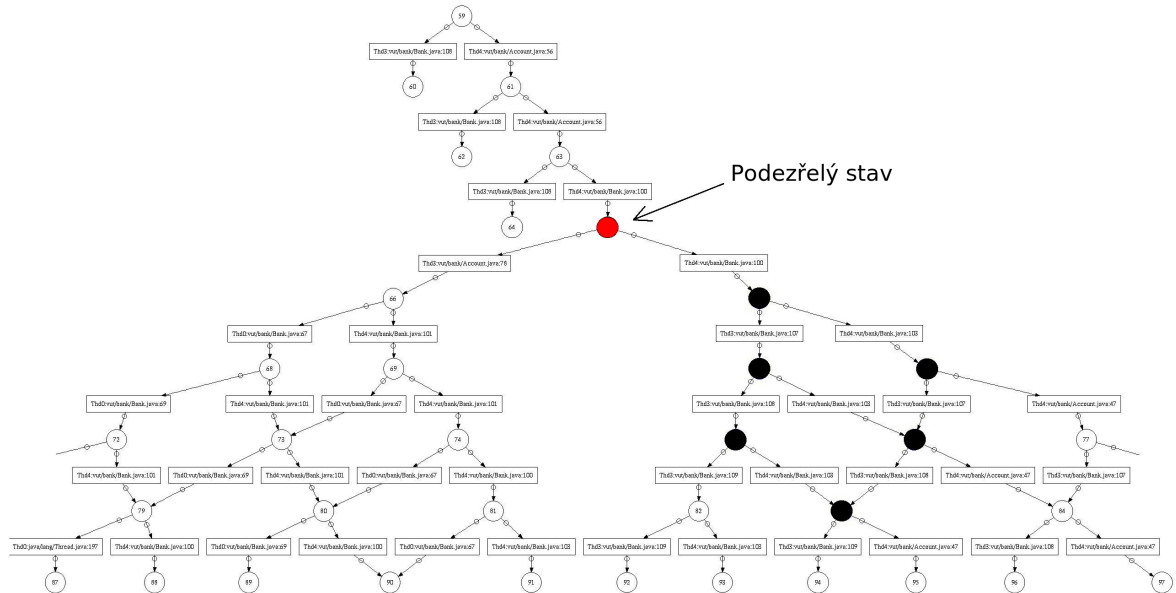 59
Thd3:vut/bank/Bank.java:108 Thd4:vut/bank/Account.java:56
60 61
Thd3:vut/bank/Bank.java:108 Thd4:vut/bank/Account.java:56
62 63
Podezřelý stav
Thd3:vut/bank/Bank.java:108 Thd4:vut/bank/Bank.java:100
64
Thd3:vut/bank/Account.java:78 Thd4:vut/bank/Bank.java:100
66
Thd0:vut/bank/Bank.java:67 Thd4:vut/bank/Bank.java:101 Thd3:vut/bank/Bank.java:107 Thd4:vut/bank/Bank.java:103
68 69
Thd0:vut/bank/Bank.java:69 Thd4:vut/bank/Bank.java:101 Thd0:vut/bank/Bank.java:67 Thd4:vut/bank/Bank.java:101 Thd3:vut/bank/Bank.java:108 Thd4:vut/bank/Bank.java:103 Thd3:vut/bank/Bank.java:107 Thd4:vut/bank/Account.java:47
72 73 74 77
Thd4:vut/bank/Bank.java:101 Thd0:vut/bank/Bank.java:69 Thd4:vut/bank/Bank.java:101 Thd0:vut/bank/Bank.java:67 Thd4:vut/bank/Bank.java:100 Thd3:vut/bank/Bank.java:109 Thd4:vut/bank/Bank.java:103 Thd3:vut/bank/Bank.java:108 Thd4:vut/bank/Account.java:47 Thd3:vut/bank/Bank.java:107
79 80 81 82 84
Thd0:java/lang/Thread.java:197 Thd4:vut/bank/Bank.java:100 Thd0:vut/bank/Bank.java:69 Thd4:vut/bank/Bank.java:100 Thd0:vut/bank/Bank.java:67 Thd4:vut/bank/Bank.java:103 Thd3:vut/bank/Bank.java:109 Thd4:vut/bank/Bank.java:103 Thd3:vut/bank/Bank.java:109 Thd4:vut/bank/Account.java:47 Thd3:vut/bank/Bank.java:108 Thd4:vut/bank/Account.java:47
87 88 89 90 91 92 93 94 95 96 97